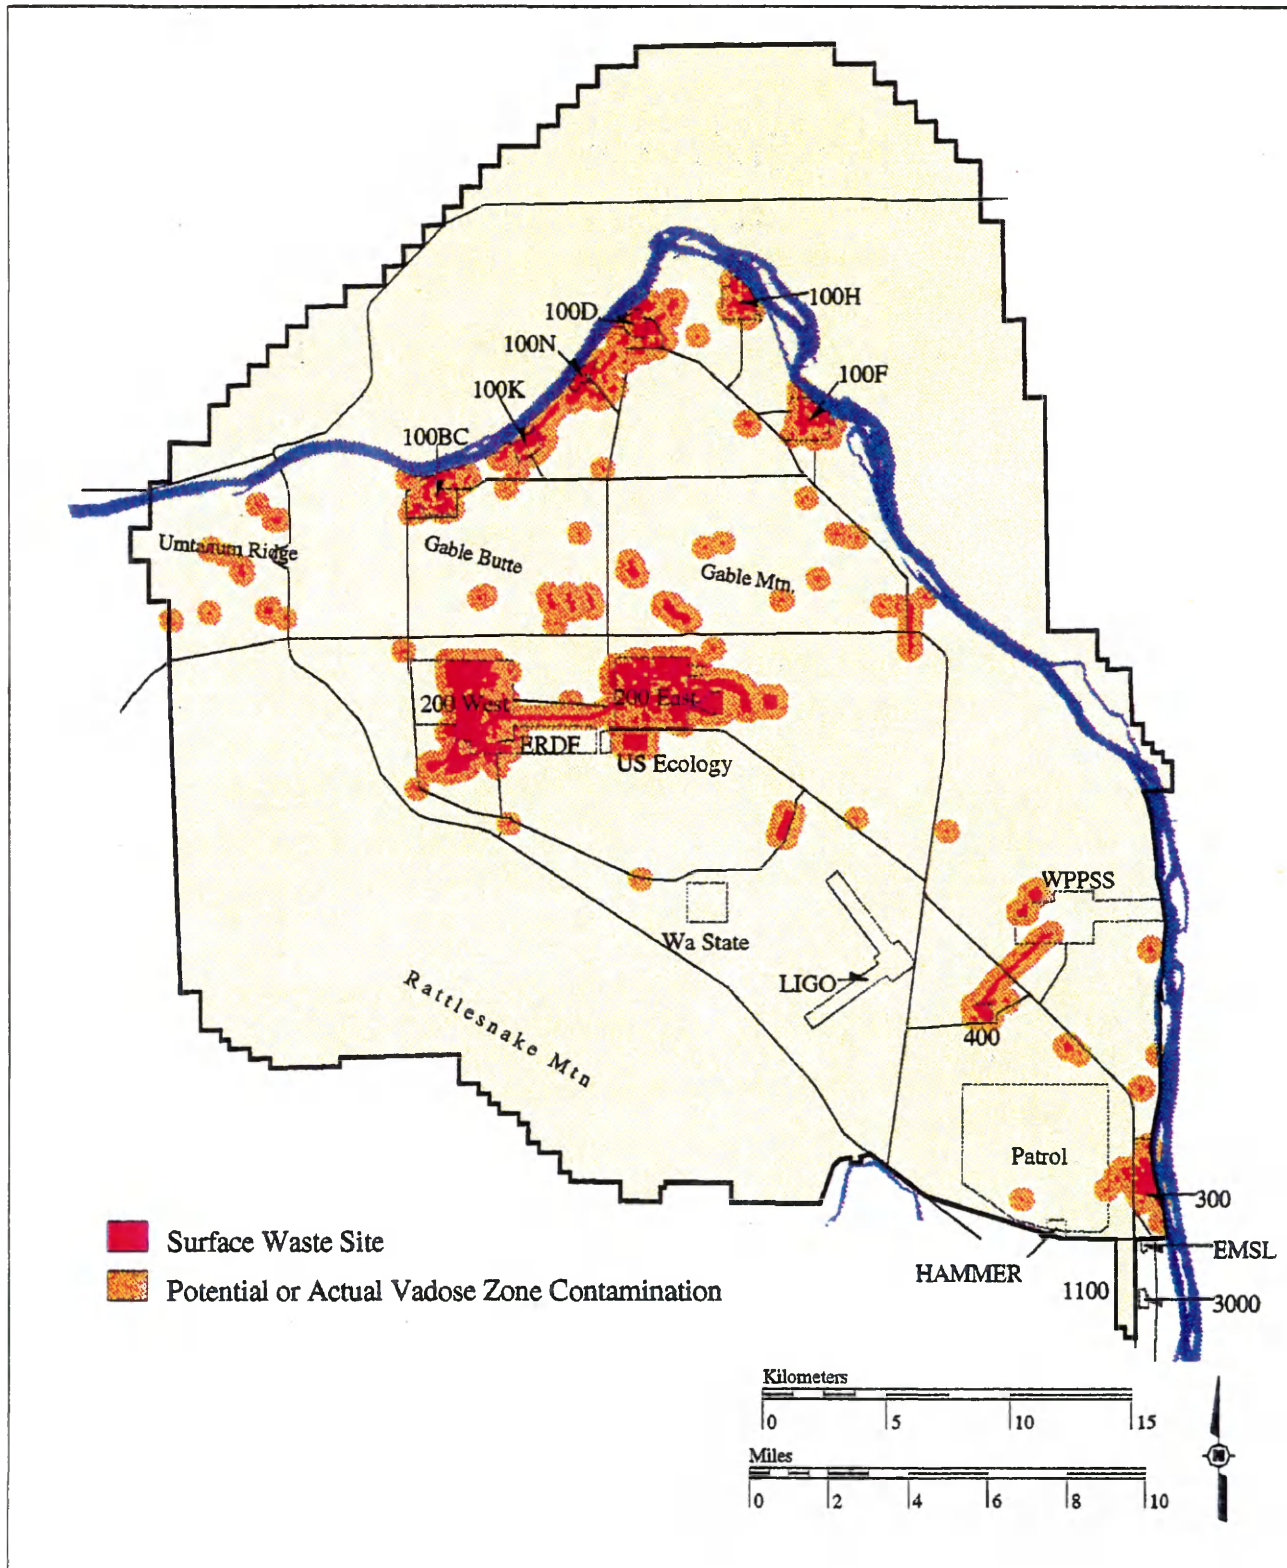 100H
100D
100N
100F
100K
100BC
Umtanum Ridge
Gable Butte
Gable Mtn.
200 West
200 East
ERDF
US Ecology
WPPSS
Wa State
LIGO
Rattlesnake Mtn
400
Patrol
300
EMSL
HAMMER
1100
3000
Surface Waste Site
Potential or Actual Vadose Zone Contamination
Kilometers
0 5 10 15
Miles
0 2 4 6 8 10